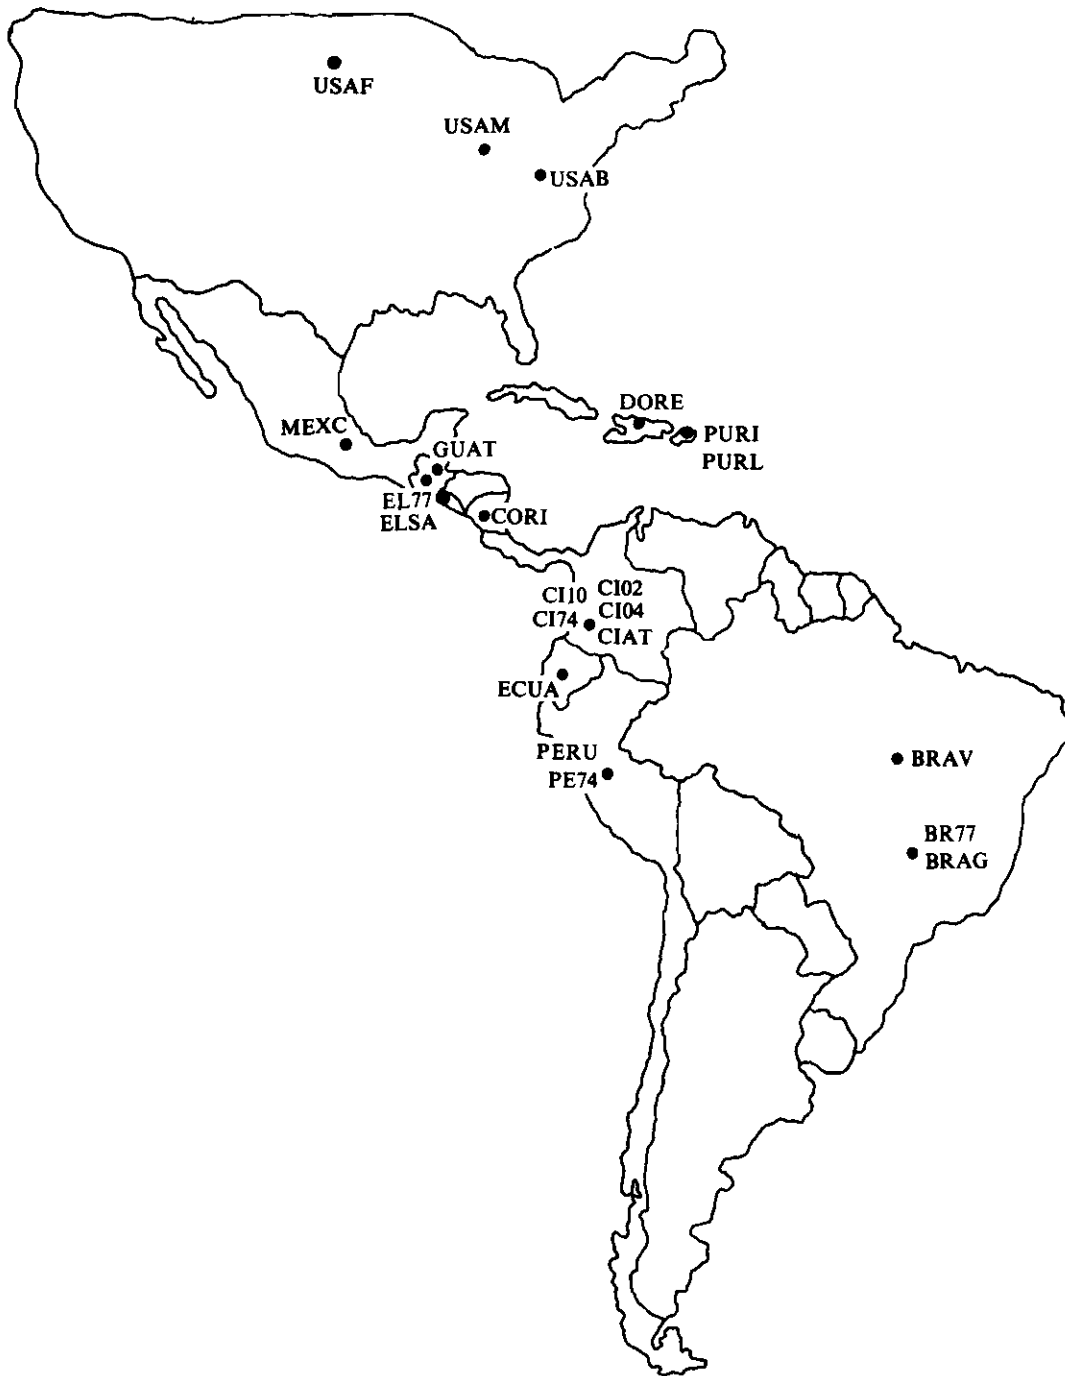 USAF
USAM
USAB
DORE
MEXC
PURI
PURL
GUAT
EL77
ELSA
CORI
CI10
CI02
CI74
CI04
CIAT
ECUA
PERU
PE74
BRAV
BR77
BRAG